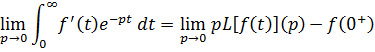 lim_{p→0} ∫_0^∞ f′(t)e^{−pt} dt = lim_{p→0} pL[f(t)](p) − f(0⁺)